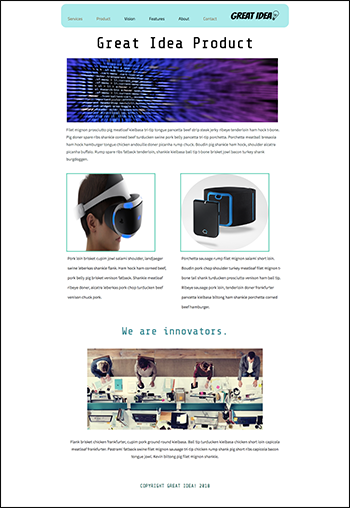 Services Product Vision Features About Contact GREAT IDEA!
Great Idea Product
Filet mignon prosciutto pig meatloaf kielbasa tri tip tongue pancetta beef strip steak jerky ribeye tenderloin ham hock t-bone.
Pig doner spare ribs shankle corned beef turducken swine pork belly pastrami tri tip porchetta. Porchetta meatball bresaola
ham hock hamburger tongue chicken andouille doner picanha rump chuck. Boudin pig shankle ham hock, shoulder alcatra
picanha buffalo. Rump spare ribs fatback tenderloin, shankle kielbasa ball tip t-bone brisket jowl bacon turkey shank
burgdoggen.
Pork loin brisket cupim jowl salami shoulder, landjaeger
swine leberkas shankle flank. Ham hock ham corned beef,
pork belly pig brisket venison fatback. Shankle meatloaf
ribeye doner, alcatra leberkas pork chop turducken beef
venison chuck pork.
Porchetta sausage rump filet mignon salami short loin.
Boudin pork chop shoulder turkey meatloaf filet mignon t-
bone tail shank turducken prosciutto venison ham ball tip.
Ribeye sausage pork loin, tenderloin doner frankfurter
pancetta kielbasa biltong ham shankle porchetta corned
beef hamburger.
We are innovators.
Flank brisket chicken frankfurter, cupim pork ground round kielbasa. Ball tip turducken kielbasa chicken short loin capicola
meatloaf frankfurter. Pastrami fatback swine filet mignon sausage tri tip chicken rump shank pig short ribs capicola bacon
tongue jowl. Kevin biltong pig filet mignon shankle.
COPYRIGHT GREAT IDEA! 2018